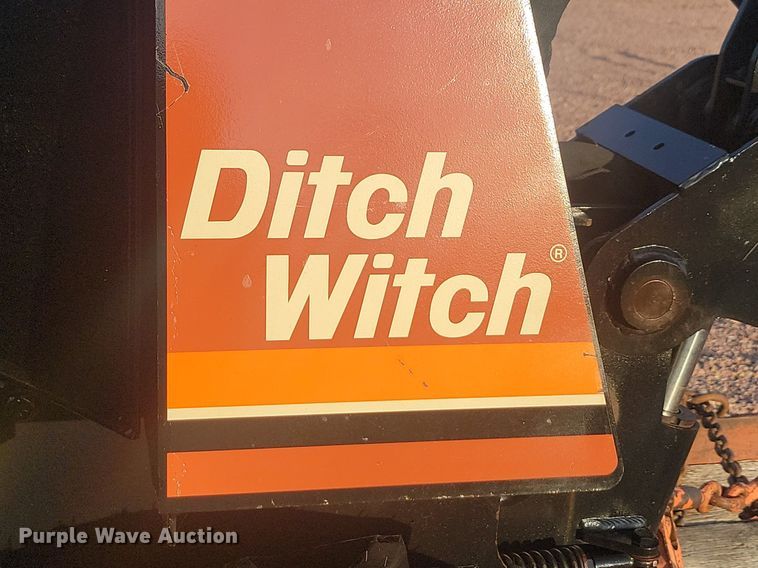 Ditch
Witch®
Purple Wave Auction